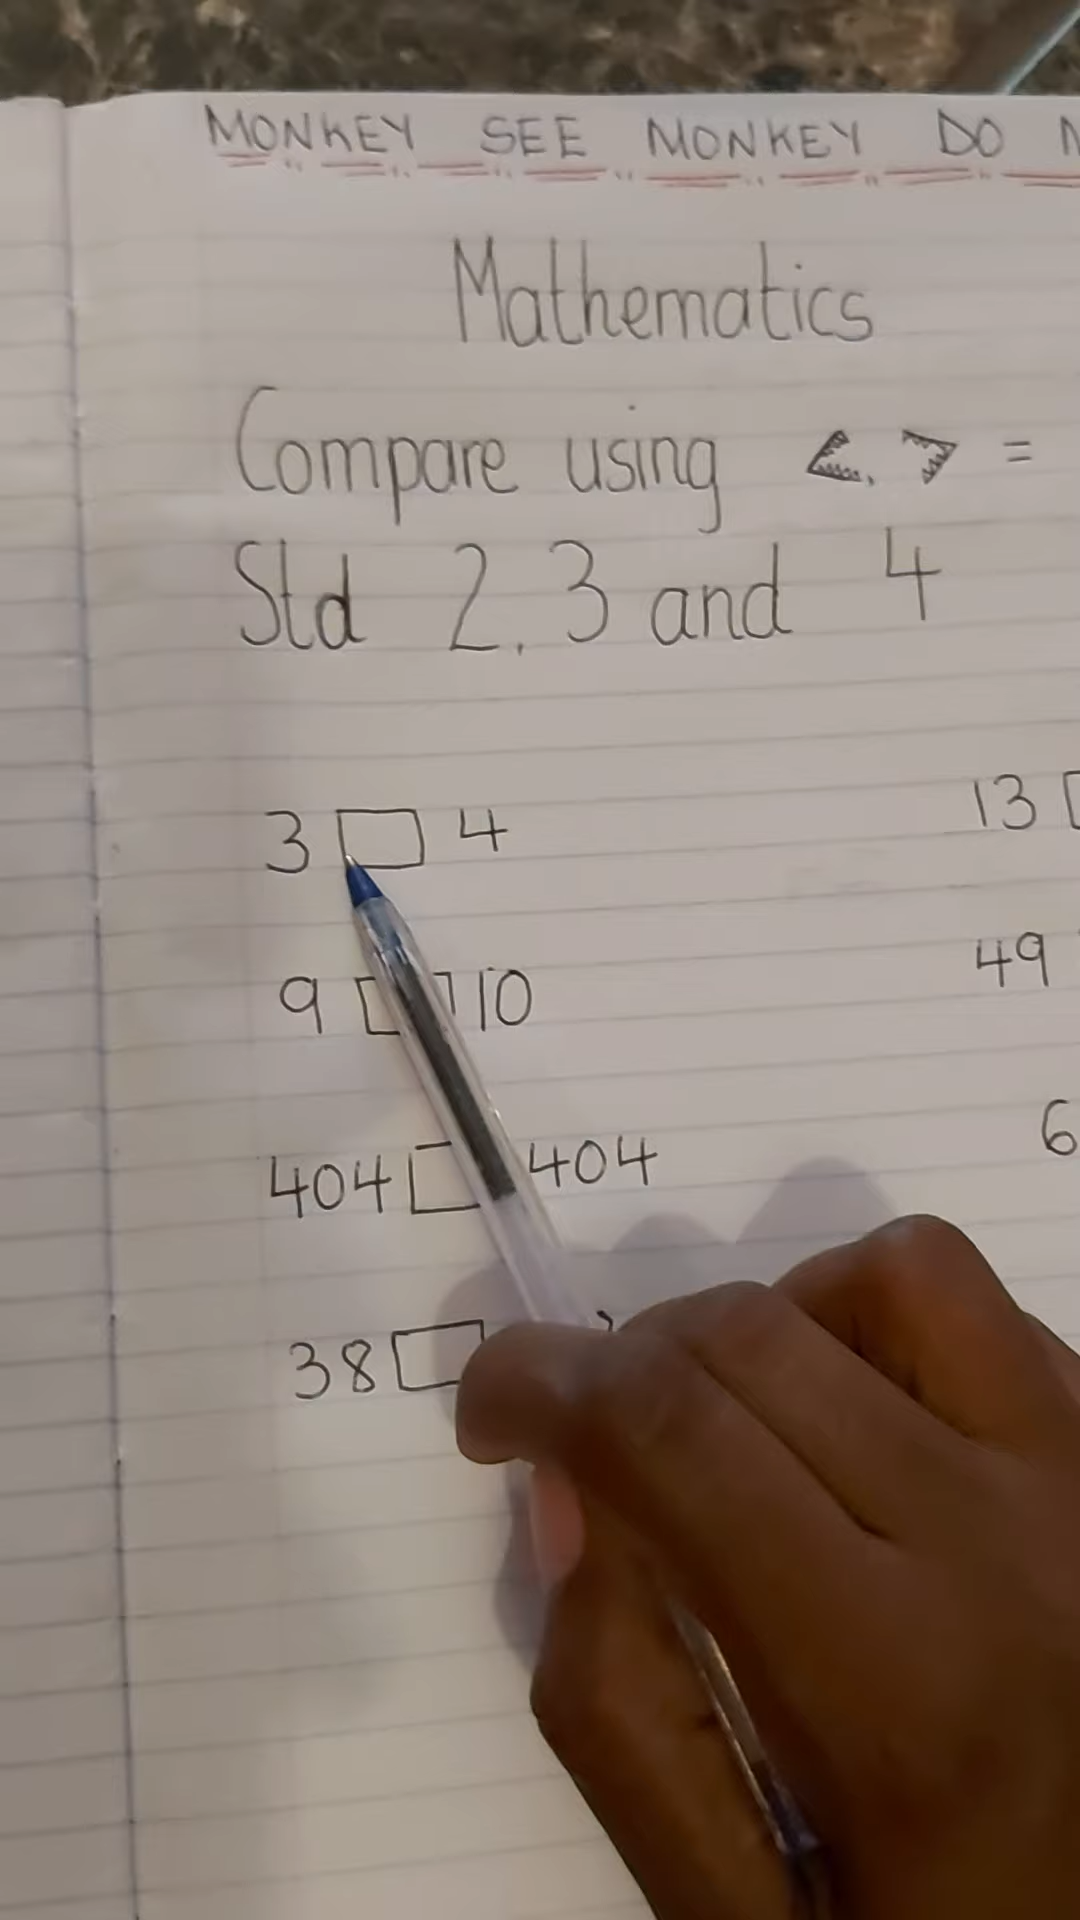 MONKEY SEE MONKEY DO
Mathematics
Compare using <, > =
Std 2, 3 and 4
3 □ 4
13
9 □ 10
49
404 □ 404
6
38 □